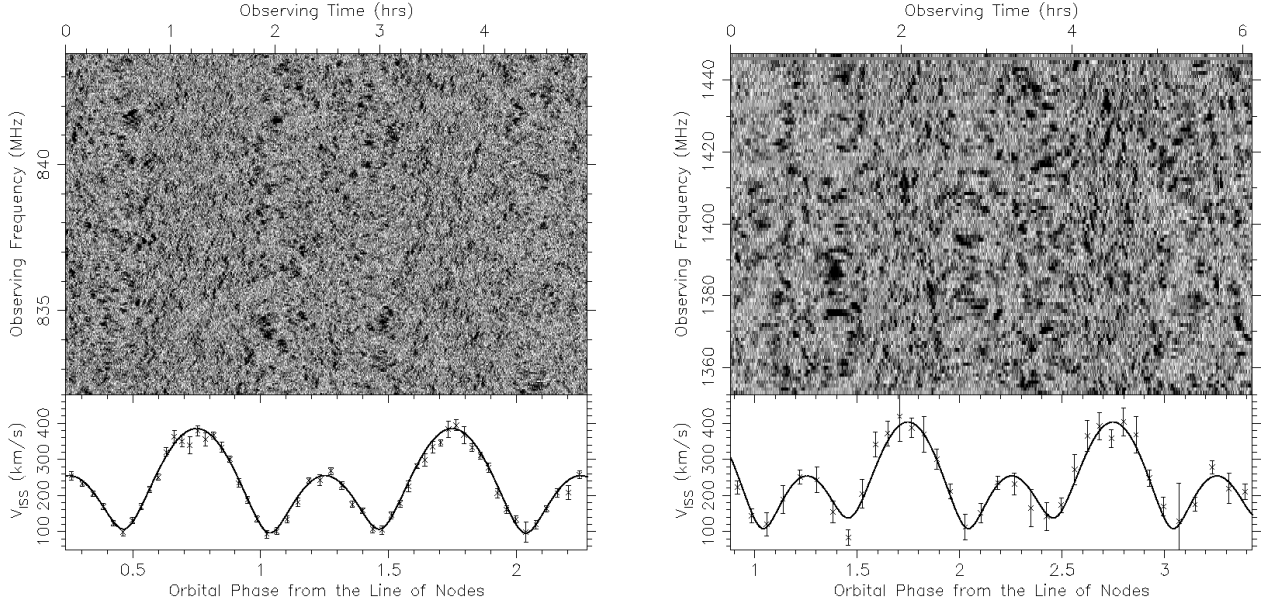 Observing Time (hrs)
0 1 2 3 4
Observing Frequency (MHz)
840
835
V_ISS (km/s)
400
300
200
100
0.5 1 1.5 2
Orbital Phase from the Line of Nodes
Observing Time (hrs)
0 2 4 6
Observing Frequency (MHz)
1440
1420
1400
1380
1360
V_ISS (km/s)
400
300
200
100
1 1.5 2 2.5 3
Orbital Phase from the Line of Nodes